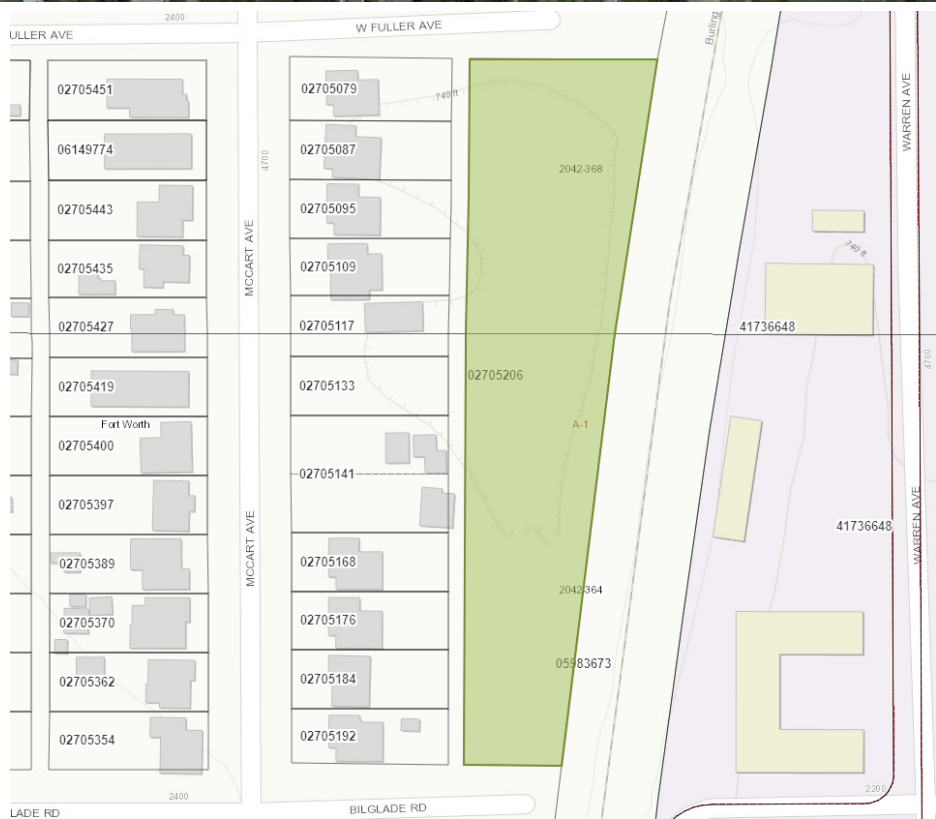 2400
ULLER AVE
W FULLER AVE
Burling
WARREN AVE
02705451
02705079
740 ft
4700
06149774
02705087
2042-368
02705443
02705095
MCCART AVE
02705435
02705109
740 ft
02705427
02705117
41736648
4700
02705419
02705133
02705206
Fort Worth
A-1
02705400
02705141
02705397
41736648
WARREN AVE
MCCART AVE
02705389
02705168
2042-364
02705370
02705176
05983673
02705362
02705184
02705354
02705192
2400
2200
LADE RD
BILGLADE RD